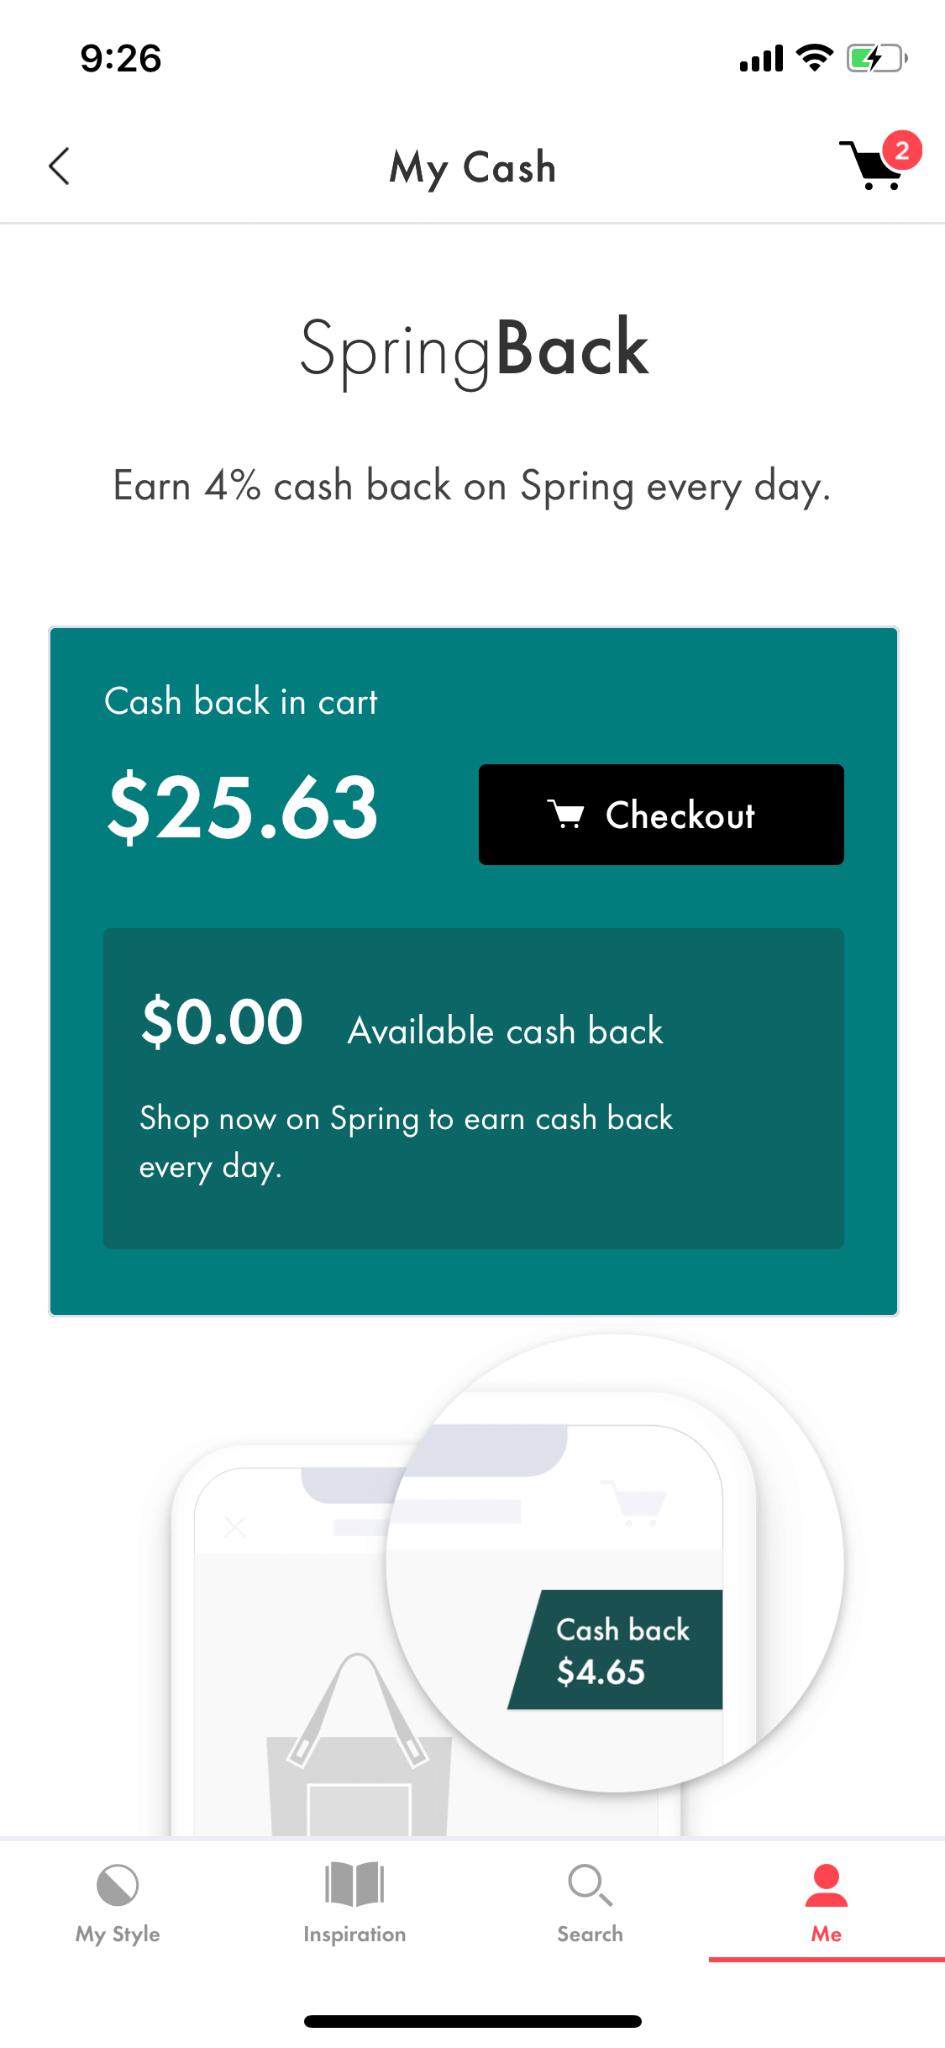 9:26
My Cash
2
SpringBack
Earn 4% cash back on Spring every day.
Cash back in cart
$25.63
Checkout
$0.00 Available cash back
Shop now on Spring to earn cash back
every day.
Cash back
$4.65
My Style
Inspiration
Search
Me